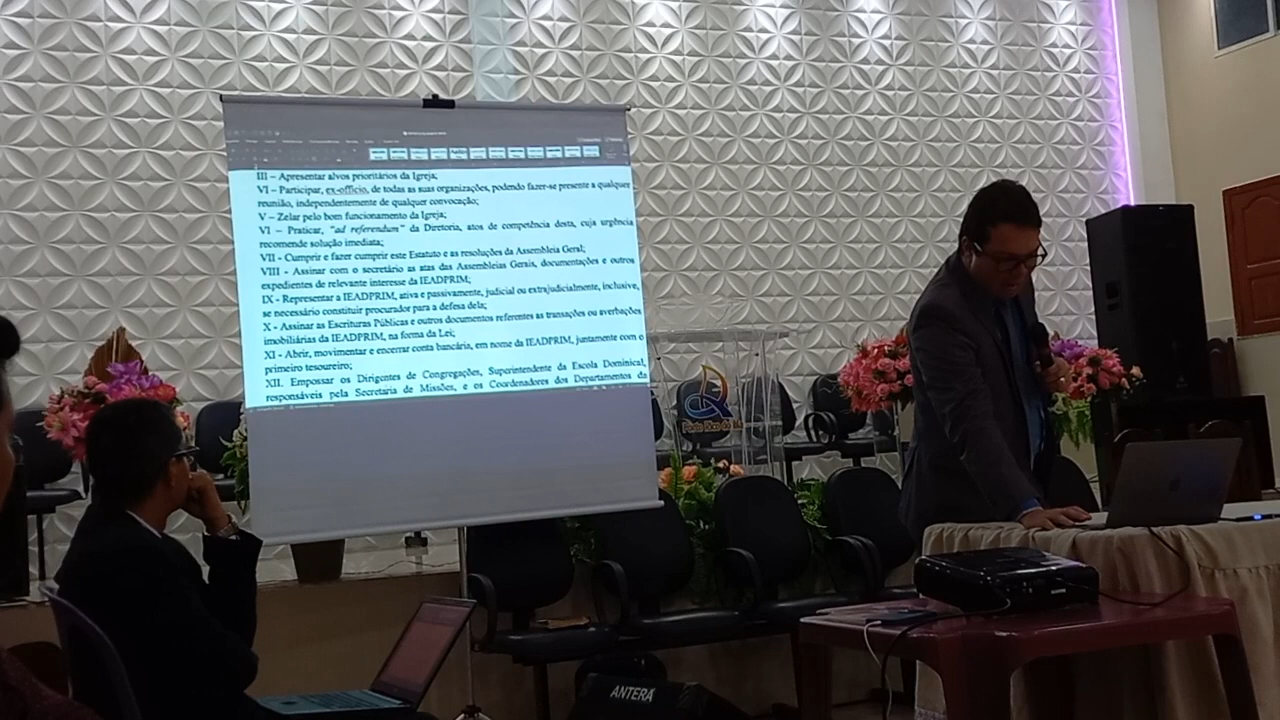 III – Apresentar alvos prioritários da Igreja;
VI – Participar, ex-officio, de todas as suas organizações, podendo fazer-se presente a qualquer
reunião, independentemente de qualquer convocação;
V – Zelar pelo bom funcionamento da Igreja;
VI – Praticar, "ad referendum" da Diretoria, atos de competência desta, cuja urgência
recomende solução imediata;
VII - Cumprir e fazer cumprir este Estatuto e as resoluções da Assembleia Geral;
VIII - Assinar com o secretário as atas das Assembleias Gerais, documentações e outros
expedientes de relevante interesse da IEADPRIM;
IX - Representar a IEADPRIM, ativa e passivamente, judicial ou extrajudicialmente, inclusive,
se necessário constituir procurador para a defesa dela;
X - Assinar as Escrituras Públicas e outros documentos referentes as transações ou averbações
imobiliárias da IEADPRIM, na forma da Lei;
XI - Abrir, movimentar e encerrar conta bancária, em nome da IEADPRIM, juntamente com o
primeiro tesoureiro;
XII. Empossar os Dirigentes de Congregações, Superintendente da Escola Dominical,
responsáveis pela Secretaria de Missões, e os Coordenadores dos Departamentos da
Porto Rico do
ANTERA